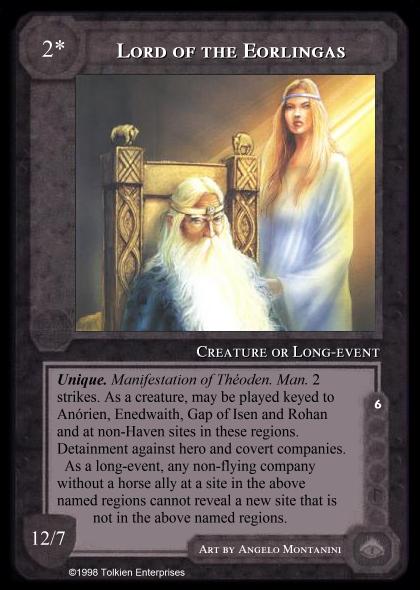 2*
LORD OF THE EORLINGAS
CREATURE OR LONG-EVENT
Unique. Manifestation of Théoden. Man. 2
strikes. As a creature, may be played keyed to
Anórien, Enedwaith, Gap of Isen and Rohan
and at non-Haven sites in these regions.
Detainment against hero and covert companies.
As a long-event, any non-flying company
without a horse ally at a site in the above
named regions cannot reveal a new site that is
not in the above named regions.
6
12/7
ART BY ANGELO MONTANINI
©1998 Tolkien Enterprises